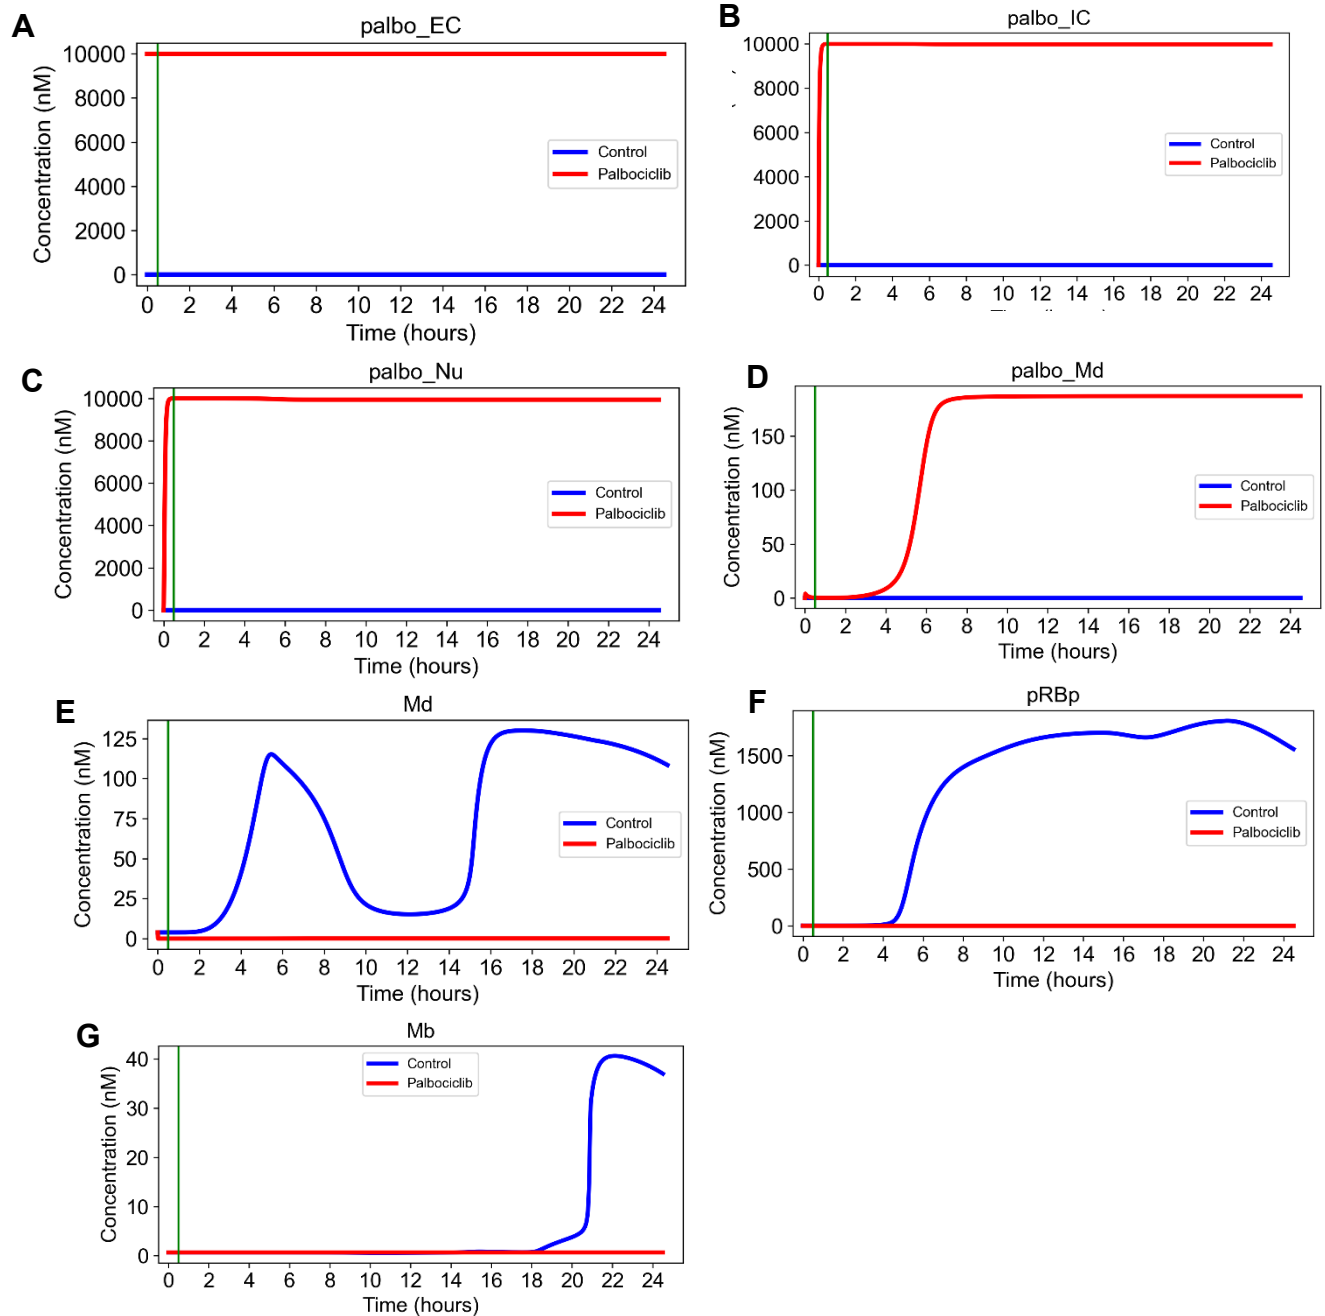 A
palbo_EC
Concentration (nM)
10000
8000
6000
4000
2000
0
Control
Palbociclib
0 2 4 6 8 10 12 14 16 18 20 22 24
Time (hours)
B
palbo_IC
10000
8000
6000
4000
2000
0
Control
Palbociclib
0 2 4 6 8 10 12 14 16 18 20 22 24
C
palbo_Nu
Concentration (nM)
10000
8000
6000
4000
2000
0
Control
Palbociclib
0 2 4 6 8 10 12 14 16 18 20 22 24
Time (hours)
D
palbo_Md
Concentration (nM)
150
100
50
0
Control
Palbociclib
0 2 4 6 8 10 12 14 16 18 20 22 24
Time (hours)
E
Md
Concentration (nM)
125
100
75
50
25
0
Control
Palbociclib
0 2 4 6 8 10 12 14 16 18 20 22 24
Time (hours)
F
pRBp
Concentration (nM)
1500
1000
500
0
Control
Palbociclib
0 2 4 6 8 10 12 14 16 18 20 22 24
Time (hours)
G
Mb
Concentration (nM)
40
30
20
10
0
Control
Palbociclib
0 2 4 6 8 10 12 14 16 18 20 22 24
Time (hours)